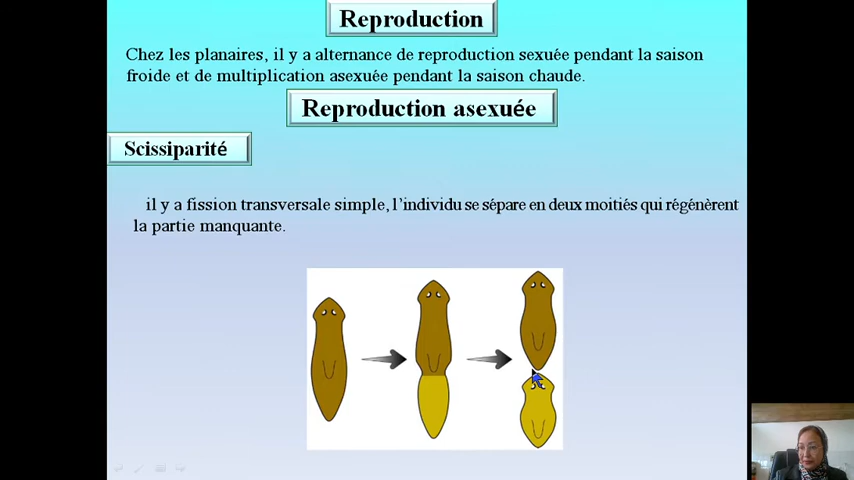 Reproduction
Chez les planaires, il y a alternance de reproduction sexuée pendant la saison
froide et de multiplication asexuée pendant la saison chaude.
Reproduction asexuée
Scissiparité
il y a fission transversale simple, l'individu se sépare en deux moitiés qui régénèrent
la partie manquante.